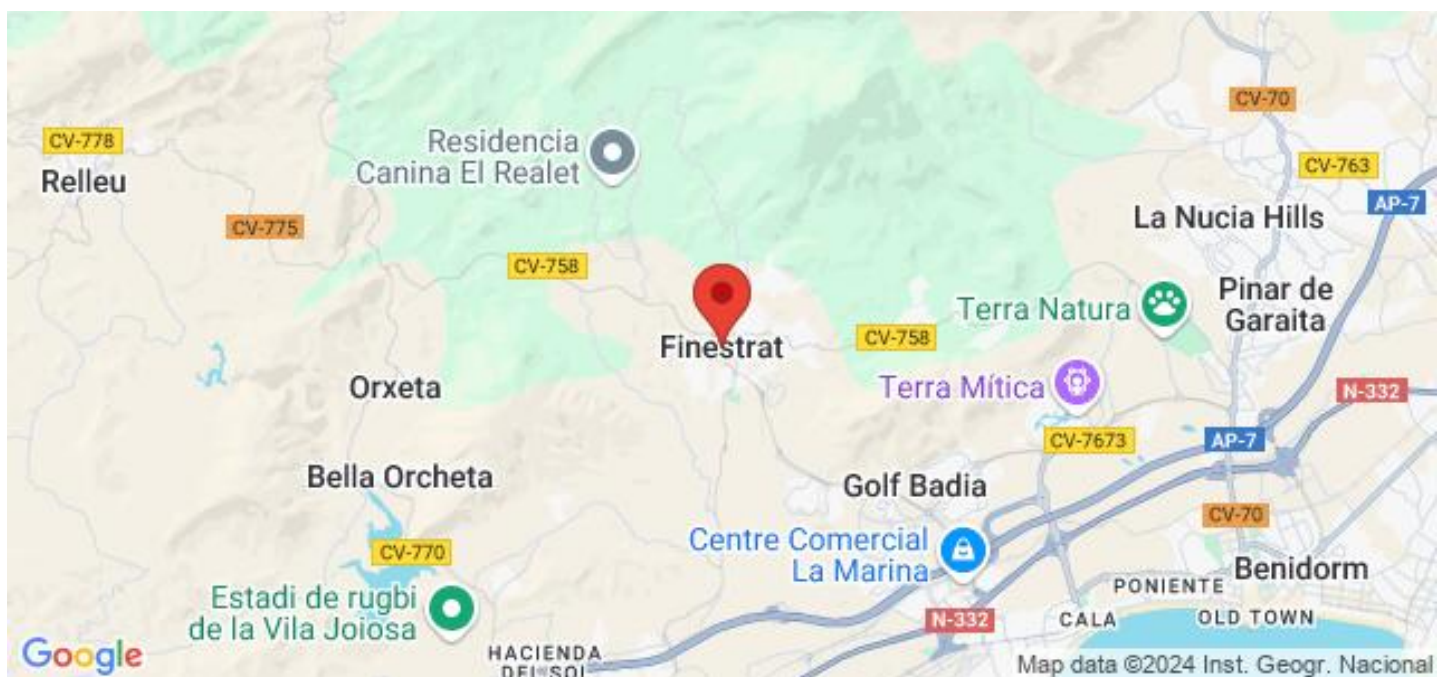 CV-70
CV-778
Residencia
Canina El Realet
CV-763
Relleu
AP-7
La Nucia Hills
CV-775
CV-758
Terra Natura
Pinar de
Garaita
CV-758
Finestrat
Orxeta
Terra Mítica
N-332
CV-7673
AP-7
Bella Orcheta
Golf Badia
CV-70
Centre Comercial
La Marina
CV-770
Benidorm
PONIENTE
Estadi de rugbi
de la Vila Joiosa
N-332
CALA
OLD TOWN
HACIENDA
DEL SOL
Google
Map data ©2024 Inst. Geogr. Nacional